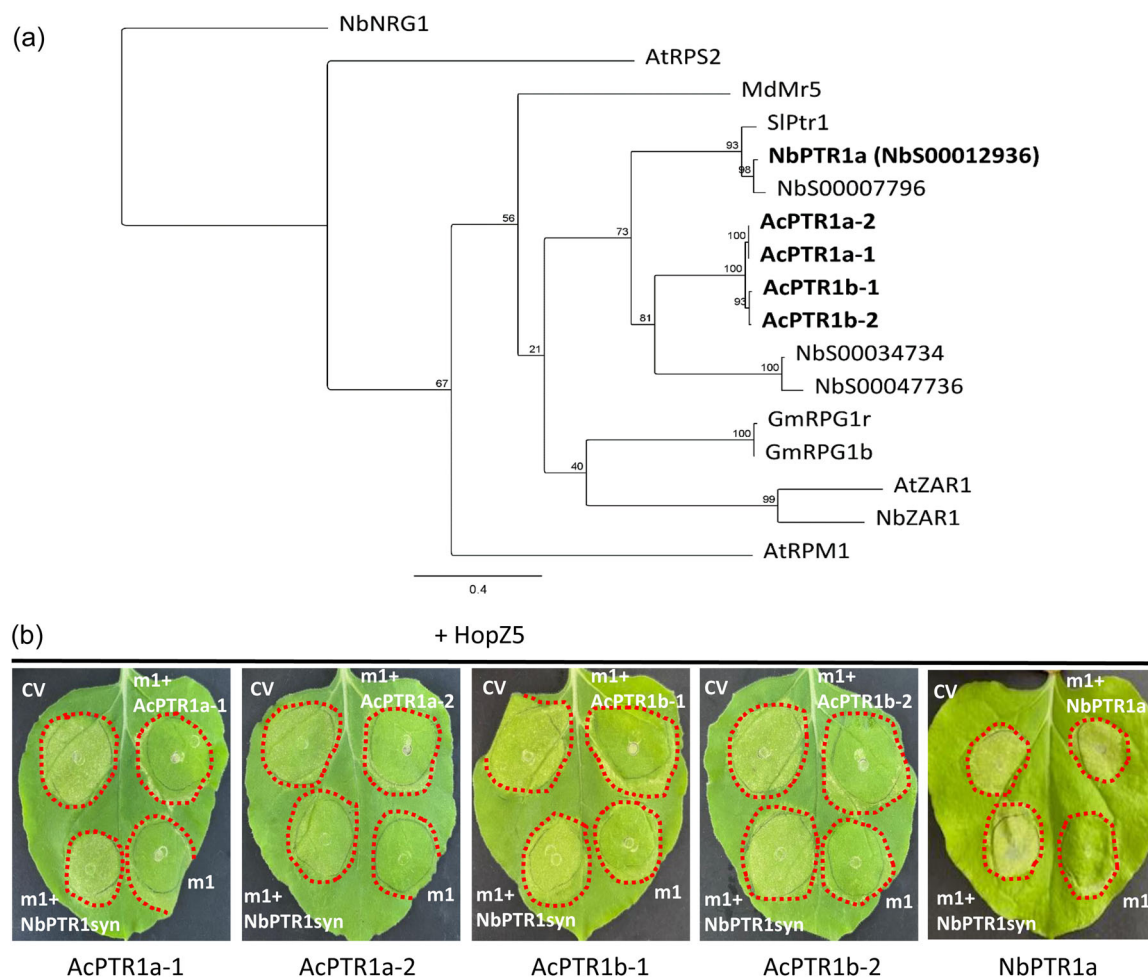 (a)
NbNRG1
AtRPS2
MdMr5
SlPtr1
93
NbPTR1a (NbS00012936)
98
NbS00007796
56
AcPTR1a-2
100
AcPTR1a-1
73
100
AcPTR1b-1
93
AcPTR1b-2
81
21
NbS00034734
100
NbS00047736
67
GmRPG1r
100
GmRPG1b
40
AtZAR1
99
NbZAR1
AtRPM1
0.4
(b)
+ HopZ5
CV
m1+
AcPTR1a-1
m1+
NbPTR1syn
m1
CV
m1+
AcPTR1a-2
m1+
NbPTR1syn
m1
CV
m1+
AcPTR1b-1
m1+
NbPTR1syn
m1
CV
m1+
AcPTR1b-2
m1+
NbPTR1syn
m1
CV
m1+
NbPTR1a
m1+
NbPTR1syn
m1
AcPTR1a-1
AcPTR1a-2
AcPTR1b-1
AcPTR1b-2
NbPTR1a